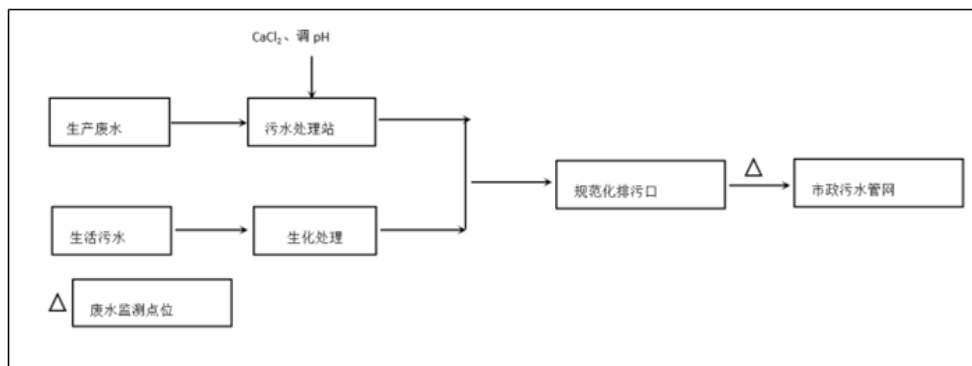 CaCl₂、调 pH
生产废水
污水处理站
规范化排污口
△
市政污水管网
生活污水
生化处理
△
废水监测点位